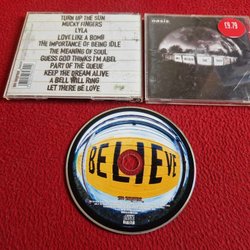 TURN UP THE SUN
MUCKY FINGERS
LYLA
LOVE LIKE A BOMB
THE IMPORTANCE OF BEING IDLE
THE MEANING OF SOUL
GUESS GOD THINKS I'M ABEL
PART OF THE QUEUE
KEEP THE DREAM ALIVE
A BELL WILL RING
LET THERE BE LOVE
oasis
£9.79
BELIEVE